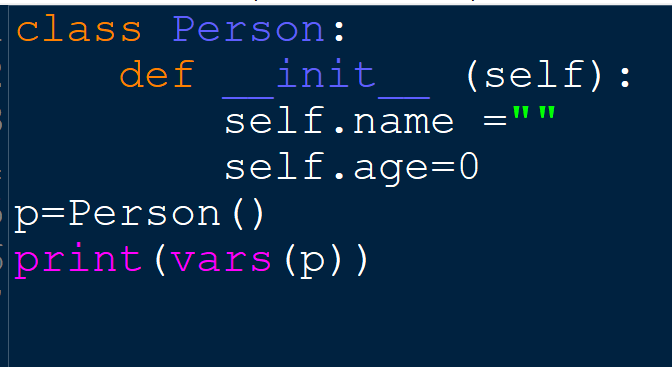 class Person:
    def __init__ (self):
        self.name =""
        self.age=0
p=Person()
print(vars(p))